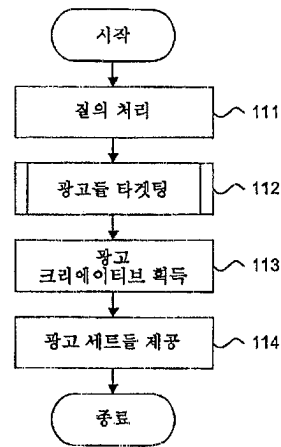 시작
질의 처리
111
광고들 타겟팅
112
광고
크리에이티브 획득
113
광고 세트들 제공
114
종료